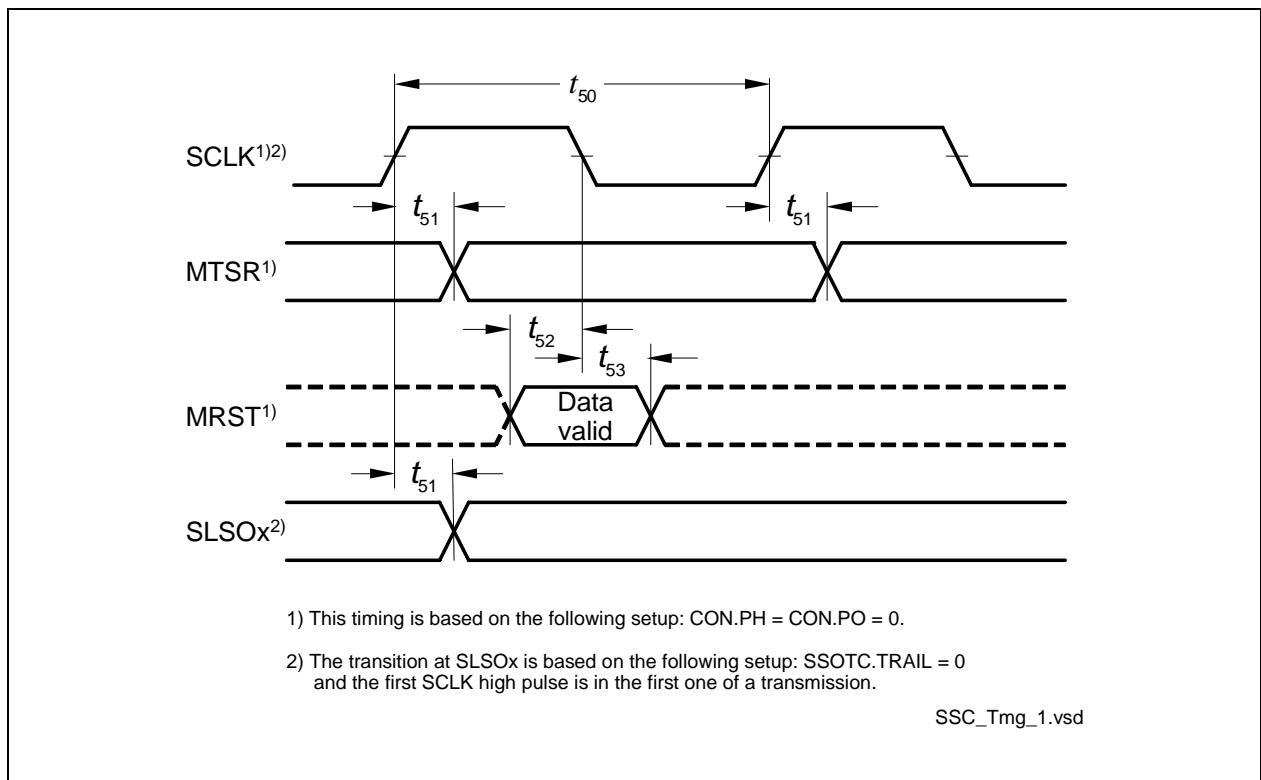 t50
SCLK1)2)
t51
t51
MTSR1)
t52
t53
MRST1)
Data
valid
t51
SLSOx2)
1) This timing is based on the following setup: CON.PH = CON.PO = 0.
2) The transition at SLSOx is based on the following setup: SSOTC.TRAIL = 0
and the first SCLK high pulse is in the first one of a transmission.
SSC_Tmg_1.vsd